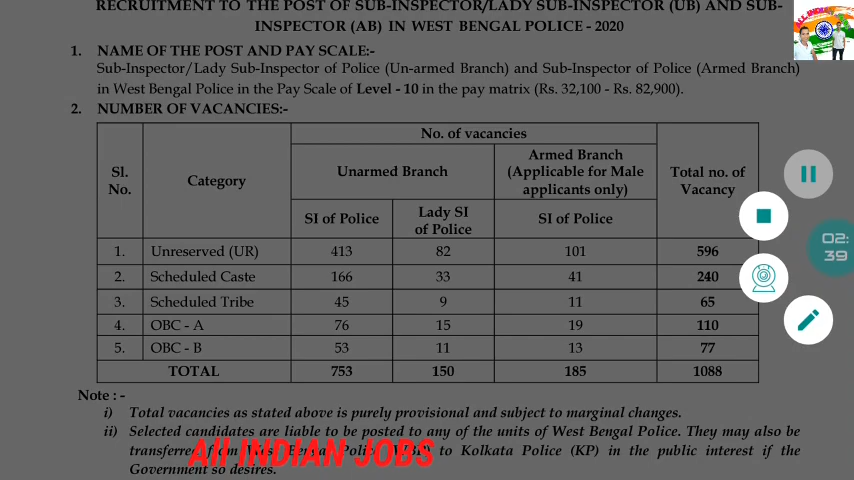 RECRUITMENT TO THE POST OF SUB-INSPECTOR/LADY SUB-INSPECTOR (UB) AND SUB-
INSPECTOR (AB) IN WEST BENGAL POLICE - 2020
1. NAME OF THE POST AND PAY SCALE:-
Sub-Inspector/Lady Sub-Inspector of Police (Un-armed Branch) and Sub-Inspector of Police (Armed Branch)
in West Bengal Police in the Pay Scale of Level - 10 in the pay matrix (Rs. 32,100 - Rs. 82,900).
2. NUMBER OF VACANCIES:-
Sl. No. Category No. of vacancies Total no. of Vacancy
Unarmed Branch Armed Branch (Applicable for Male applicants only)
SI of Police Lady SI of Police SI of Police
1. Unreserved (UR) 413 82 101 596
2. Scheduled Caste 166 33 41 240
3. Scheduled Tribe 45 9 11 65
4. OBC - A 76 15 19 110
5. OBC - B 53 11 13 77
TOTAL 753 150 185 1088
Note : -
i) Total vacancies as stated above is purely provisional and subject to marginal changes.
ii) Selected candidates are liable to be posted to any of the units of West Bengal Police. They may also be
transferred from West Bengal Police to Kolkata Police (KP) in the public interest if the
Government so desires.
All INDIAN JOBS
02:
39